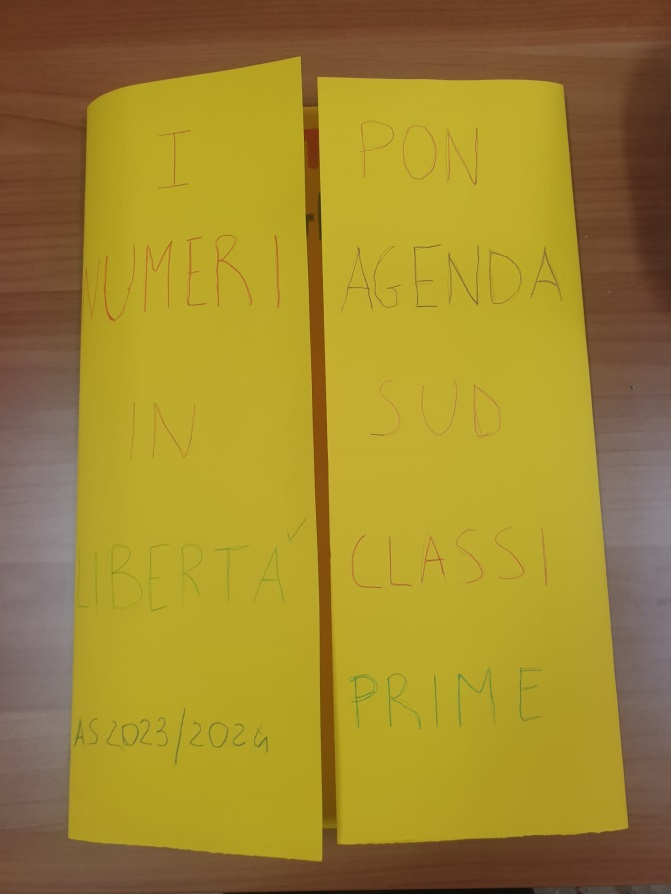 I
NUMERI
IN
LIBERTÀ
AS 2023/2024
PON
AGENDA
SUD
CLASSI
PRIME